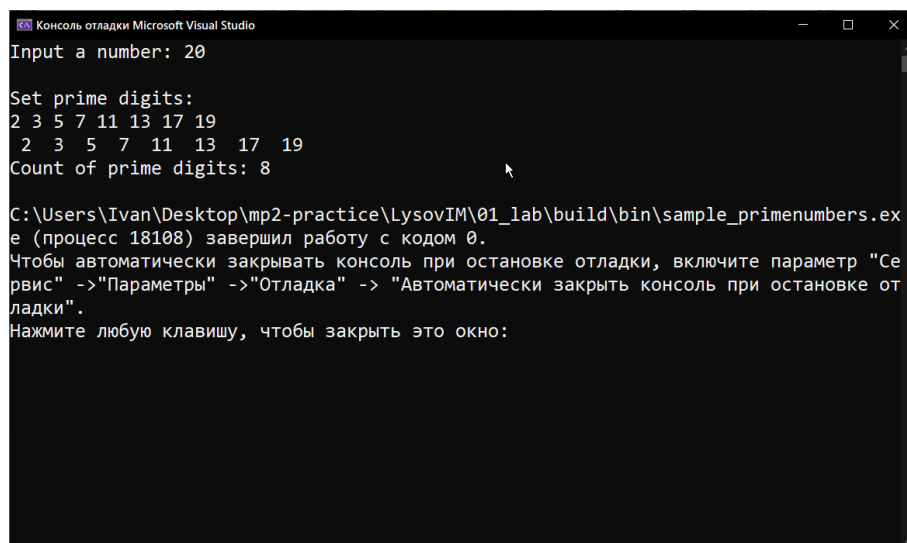 Консоль отладки Microsoft Visual Studio
Input a number: 20
Set prime digits:
2 3 5 7 11 13 17 19
 2  3  5  7  11  13  17  19
Count of prime digits: 8
C:\Users\Ivan\Desktop\mp2-practice\LysovIM\01_lab\build\bin\sample_primenumbers.ex
e (процесс 18108) завершил работу с кодом 0.
Чтобы автоматически закрывать консоль при остановке отладки, включите параметр "Се
рвис" ->"Параметры" ->"Отладка" -> "Автоматически закрыть консоль при остановке от
ладки".
Нажмите любую клавишу, чтобы закрыть это окно: